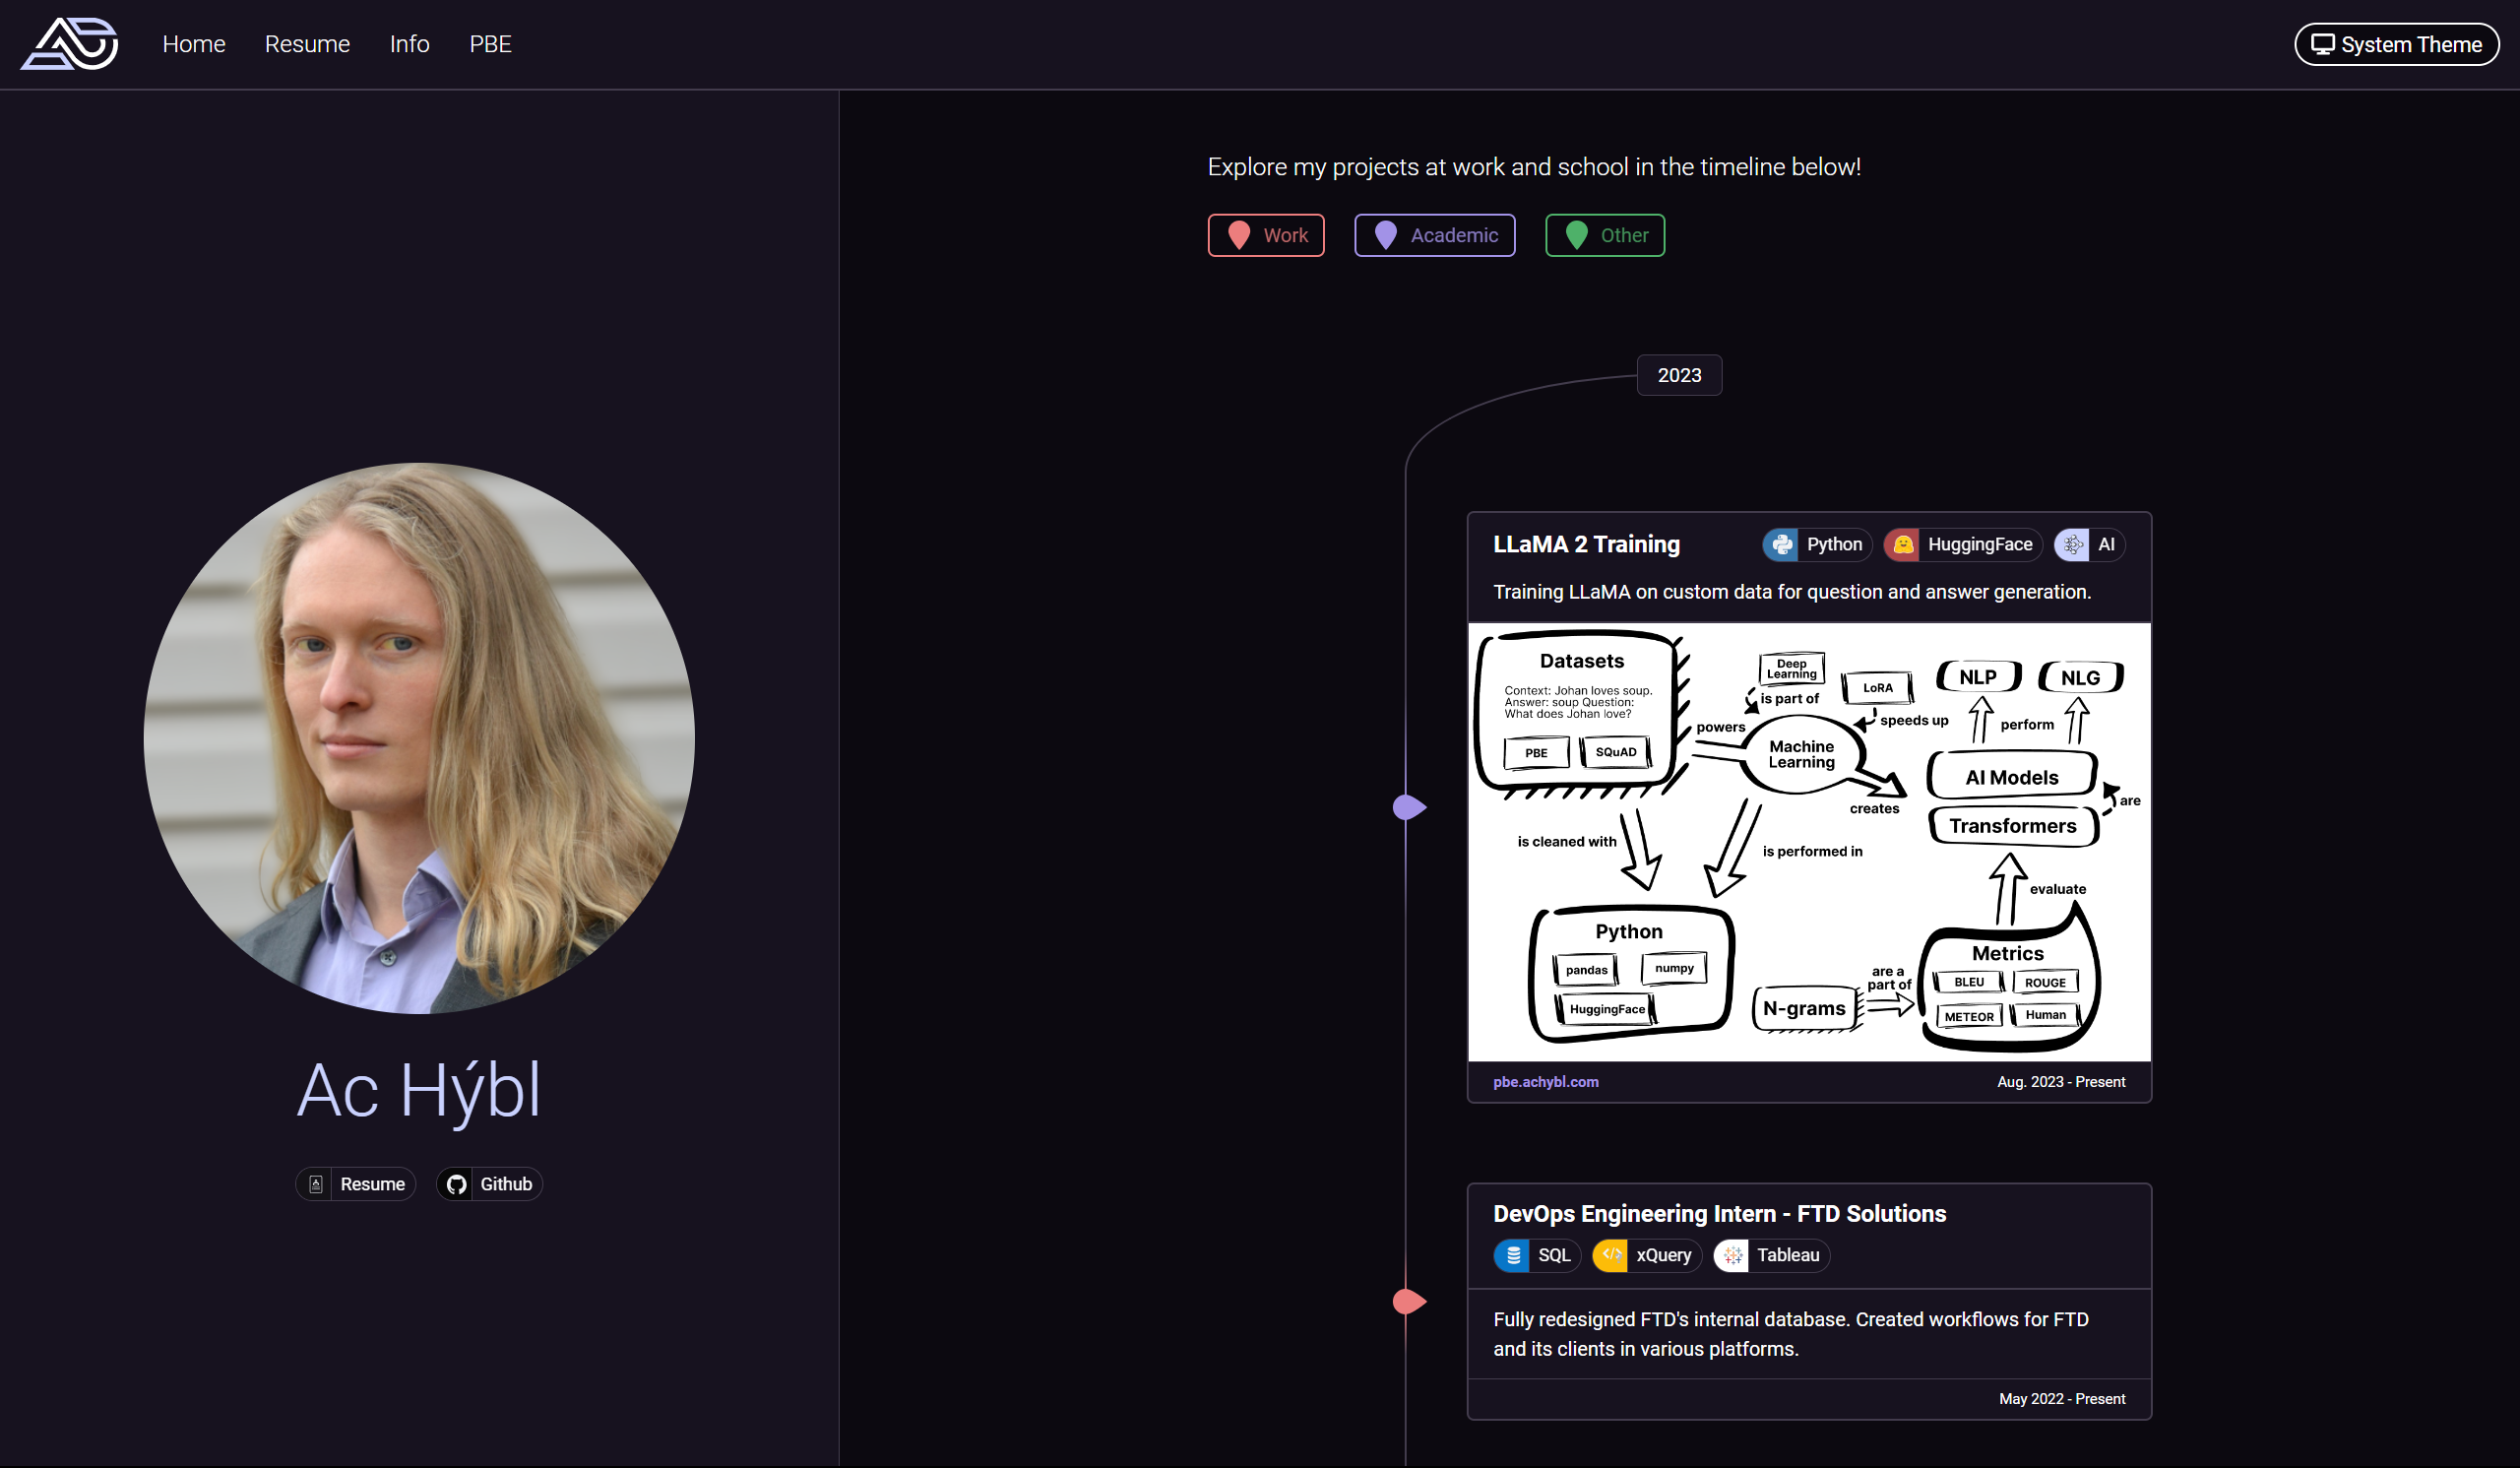 Home Resume Info PBE
System Theme
Ac Hýbl
Resume Github
Explore my projects at work and school in the timeline below!
Work Academic Other
2023
LLaMA 2 Training Python HuggingFace AI
Training LLaMA on custom data for question and answer generation.
Datasets
Context: Johan loves soup.
Answer: soup Question:
What does Johan love?
PBE SQuAD
powers
Deep
Learning
is part of
LoRA
speeds up
Machine
Learning
creates
NLP NLG
perform
AI Models
are
Transformers
is cleaned with
is performed in
evaluate
Python
pandas numpy
HuggingFace
N-grams
are a
part of
Metrics
BLEU ROUGE
METEOR Human
pbe.achybl.com Aug. 2023 - Present
DevOps Engineering Intern - FTD Solutions
SQL xQuery Tableau
Fully redesigned FTD's internal database. Created workflows for FTD
and its clients in various platforms.
May 2022 - Present